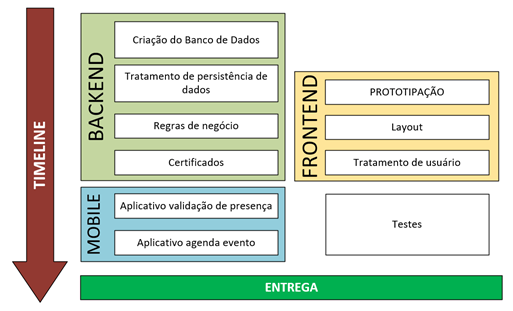 TIMELINE
BACKEND
Criação do Banco de Dados
Tratamento de persistência de
dados
Regras de negócio
Certificados
FRONTEND
PROTOTIPAÇÃO
Layout
Tratamento de usuário
MOBILE
Aplicativo validação de presença
Aplicativo agenda evento
Testes
ENTREGA